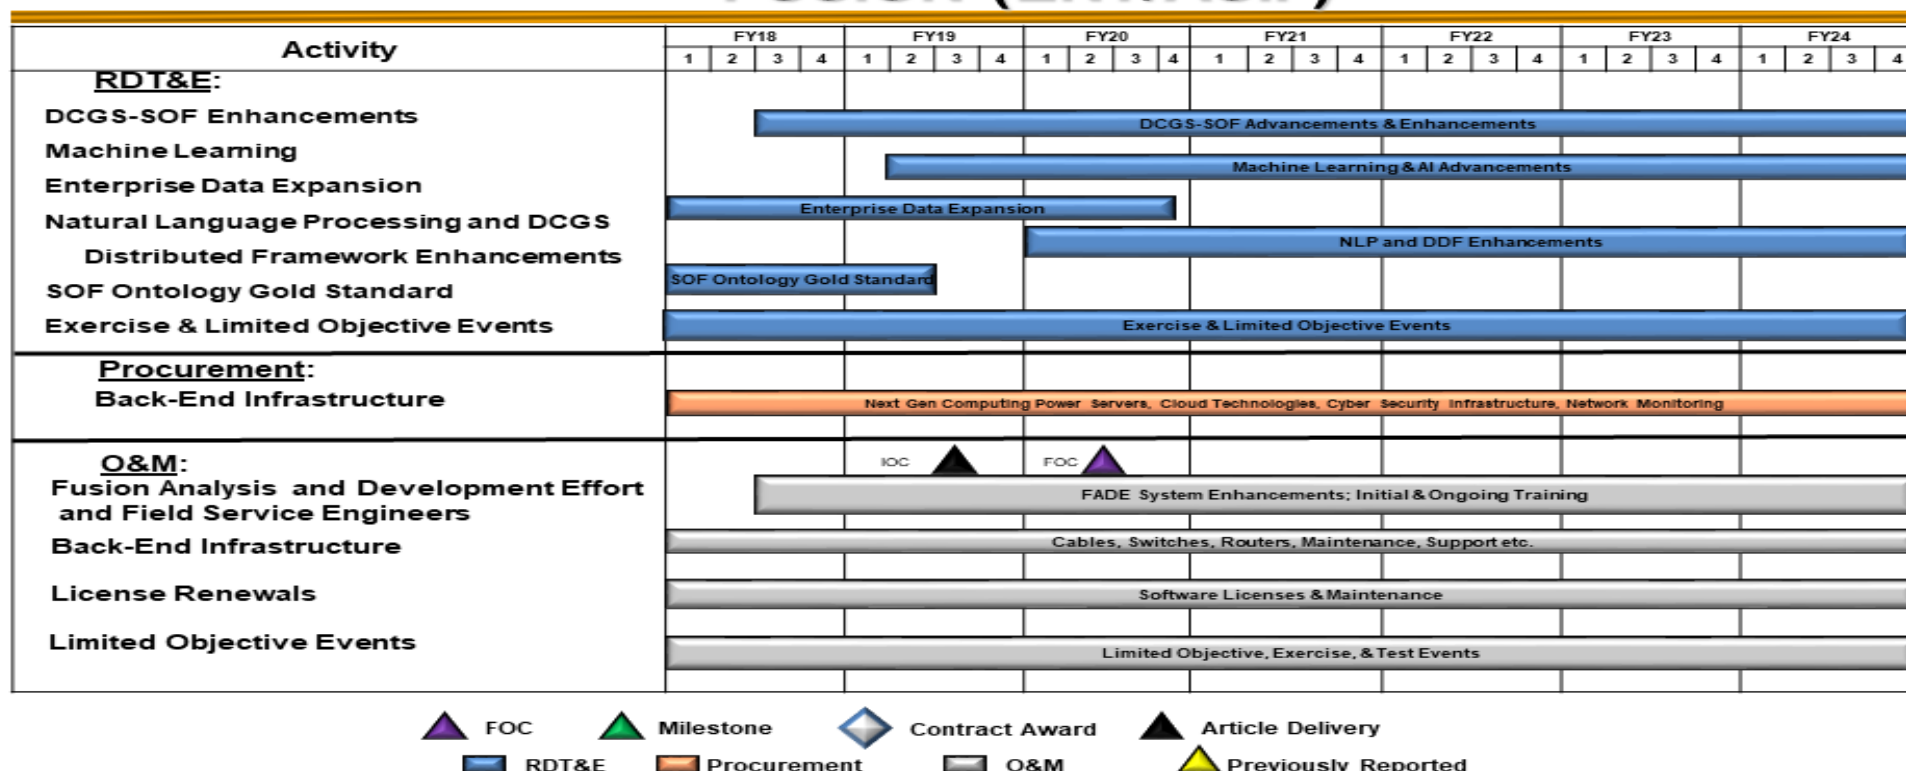 Activity
FY18 FY19 FY20 FY21 FY22 FY23 FY24
1 2 3 4 1 2 3 4 1 2 3 4 1 2 3 4 1 2 3 4 1 2 3 4 1 2 3 4
RDT&E:
DCGS-SOF Enhancements
DCGS-SOF Advancements & Enhancements
Machine Learning
Machine Learning & AI Advancements
Enterprise Data Expansion
Enterprise Data Expansion
Natural Language Processing and DCGS
Distributed Framework Enhancements
NLP and DDF Enhancements
SOF Ontology Gold Standard
SOF Ontology Gold Standard
Exercise & Limited Objective Events
Exercise & Limited Objective Events
Procurement:
Back-End Infrastructure
Next Gen Computing Power Servers, Cloud Technologies, Cyber Security Infrastructure, Network Monitoring
O&M:
IOC FOC
Fusion Analysis and Development Effort
and Field Service Engineers
FADE System Enhancements; Initial & Ongoing Training
Back-End Infrastructure
Cables, Switches, Routers, Maintenance, Support etc.
License Renewals
Software Licenses & Maintenance
Limited Objective Events
Limited Objective, Exercise, & Test Events
FOC Milestone Contract Award Article Delivery
RDT&E Procurement O&M Previously Reported